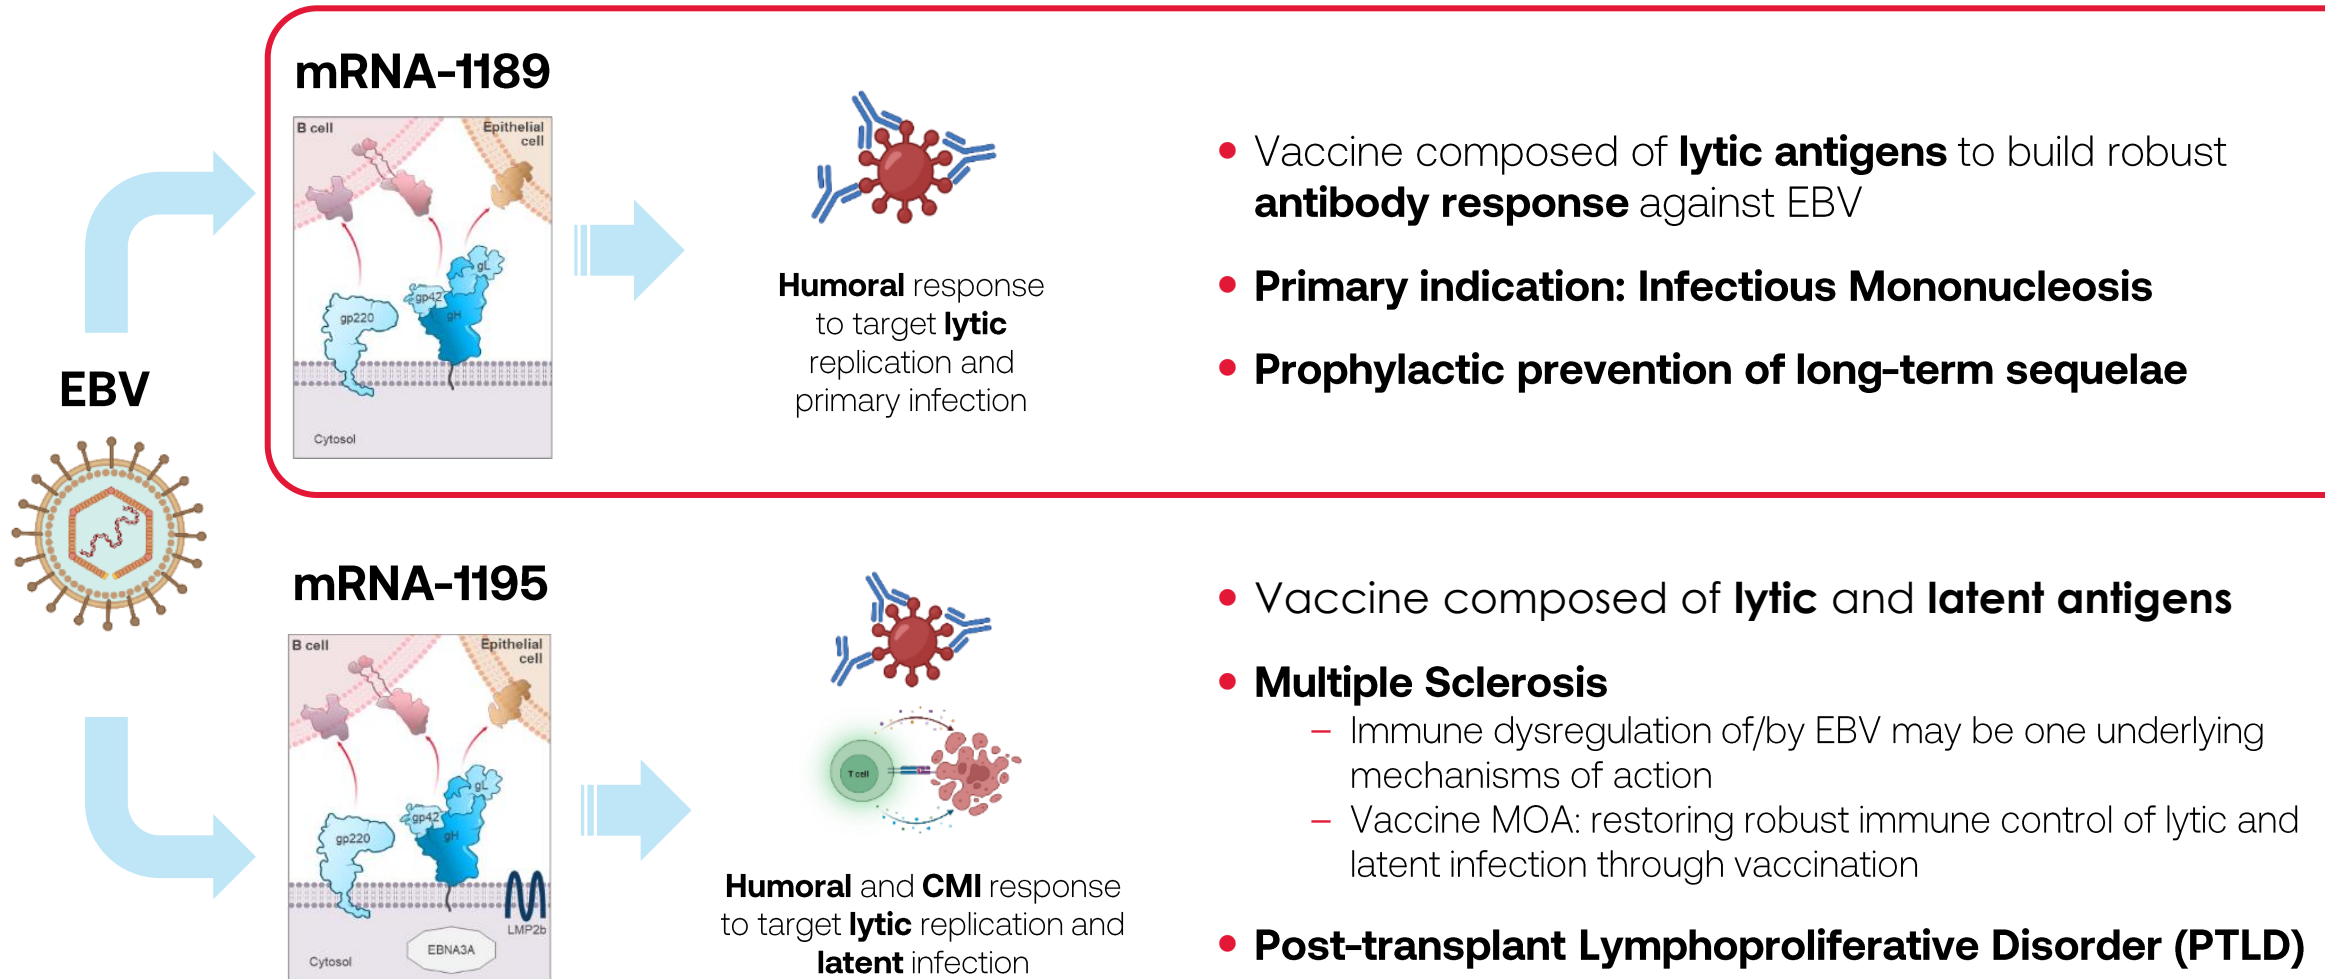 mRNA-1189
B cell
Epithelial
cell
gL
gp42
gp220
gH
Cytosol
Humoral response
to target lytic
replication and
primary infection
• Vaccine composed of lytic antigens to build robust
antibody response against EBV
• Primary indication: Infectious Mononucleosis
• Prophylactic prevention of long-term sequelae
EBV
mRNA-1195
B cell
Epithelial
cell
gL
gp42
gp220
gH
LMP2b
EBNA3A
Cytosol
T cell
Humoral and CMI response
to target lytic replication and
latent infection
• Vaccine composed of lytic and latent antigens
• Multiple Sclerosis
– Immune dysregulation of/by EBV may be one underlying
mechanisms of action
– Vaccine MOA: restoring robust immune control of lytic and
latent infection through vaccination
• Post-transplant Lymphoproliferative Disorder (PTLD)